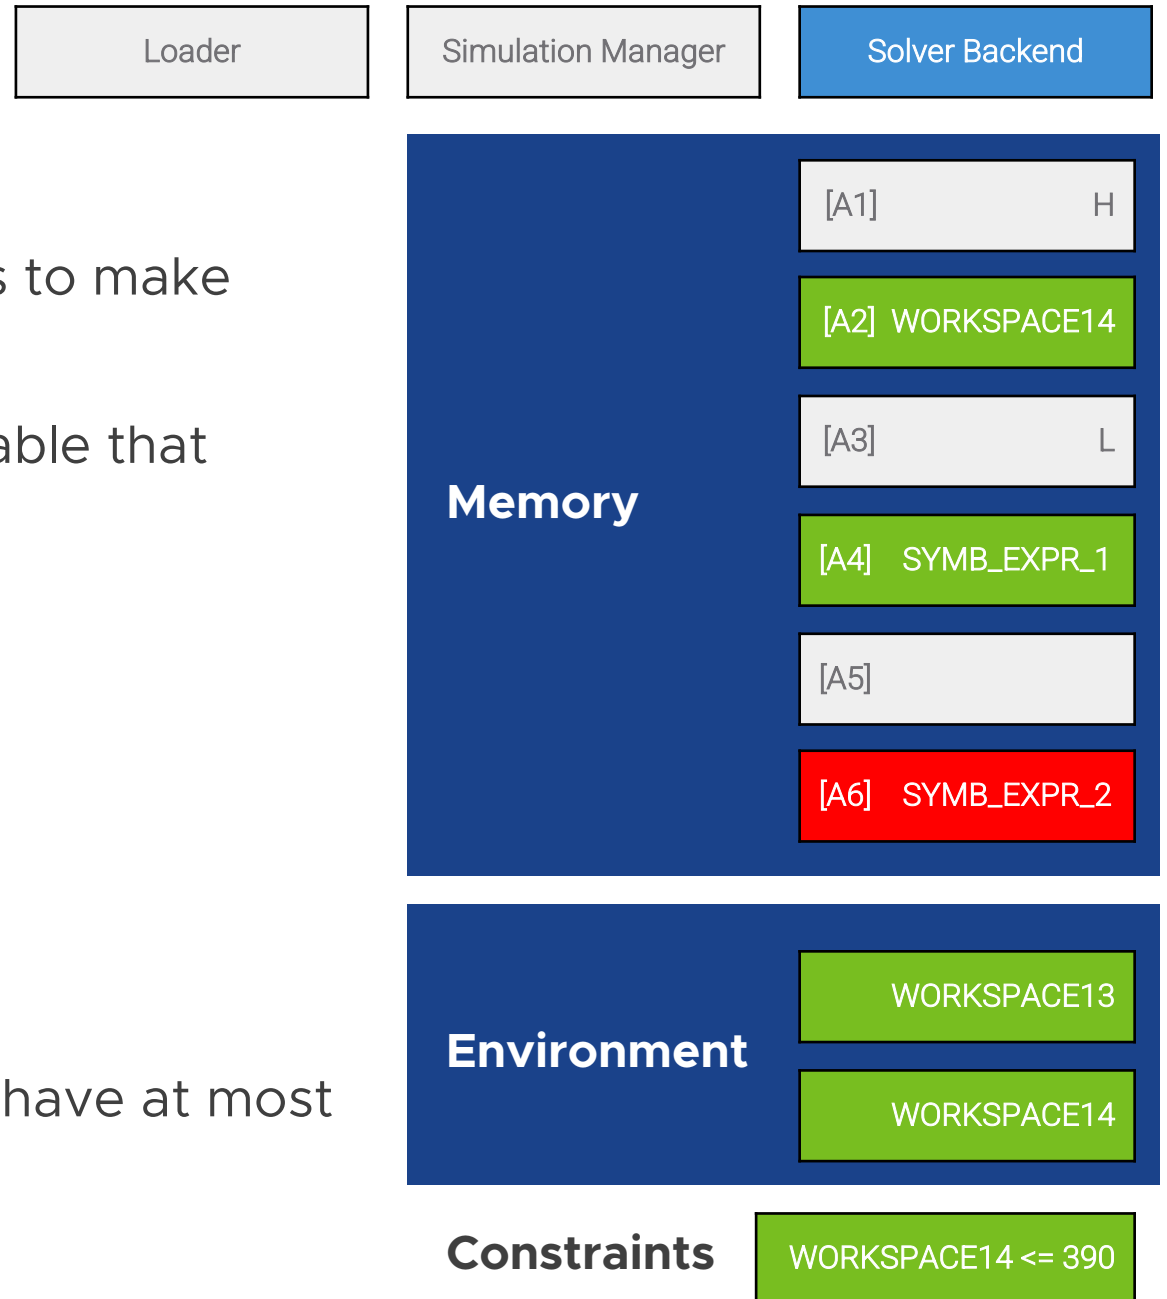 Loader
Simulation Manager
Solver Backend
[A1] H
s to make
[A2] WORKSPACE14
able that
[A3] L
Memory
[A4] SYMB_EXPR_1
[A5]
[A6] SYMB_EXPR_2
WORKSPACE13
Environment
have at most
WORKSPACE14
Constraints
WORKSPACE14 <= 390